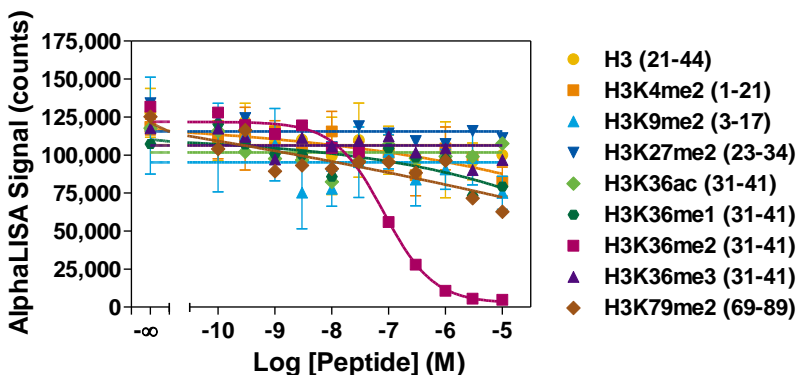 AlphaLISA Signal (counts)
175,000
150,000
125,000
100,000
75,000
50,000
25,000
0
-∞
-10
-9
-8
-7
-6
-5
Log [Peptide] (M)
H3 (21-44)
H3K4me2 (1-21)
H3K9me2 (3-17)
H3K27me2 (23-34)
H3K36ac (31-41)
H3K36me1 (31-41)
H3K36me2 (31-41)
H3K36me3 (31-41)
H3K79me2 (69-89)